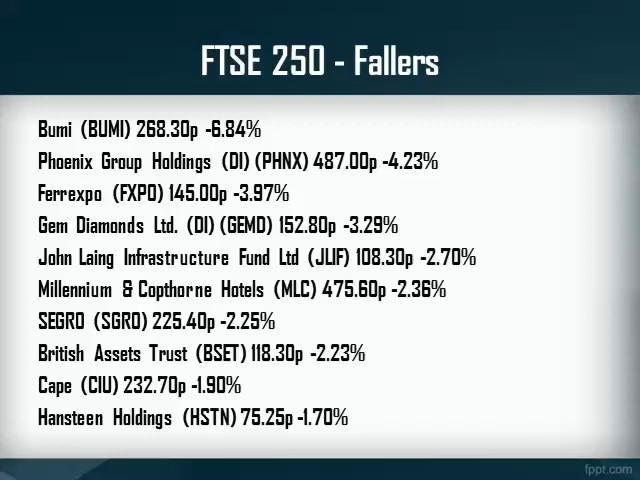 FTSE 250 - Fallers
Bumi (BUMI) 268.30p -6.84%
Phoenix Group Holdings (DI) (PHNX) 487.00p -4.23%
Ferrexpo (FXPO) 145.00p -3.97%
Gem Diamonds Ltd. (DI) (GEMD) 152.80p -3.29%
John Laing Infrastructure Fund Ltd (JLIF) 108.30p -2.70%
Millennium & Copthorne Hotels (MLC) 475.60p -2.36%
SEGRO (SGRO) 225.40p -2.25%
British Assets Trust (BSET) 118.30p -2.23%
Cape (CIU) 232.70p -1.90%
Hansteen Holdings (HSTN) 75.25p -1.70%
fppt.com